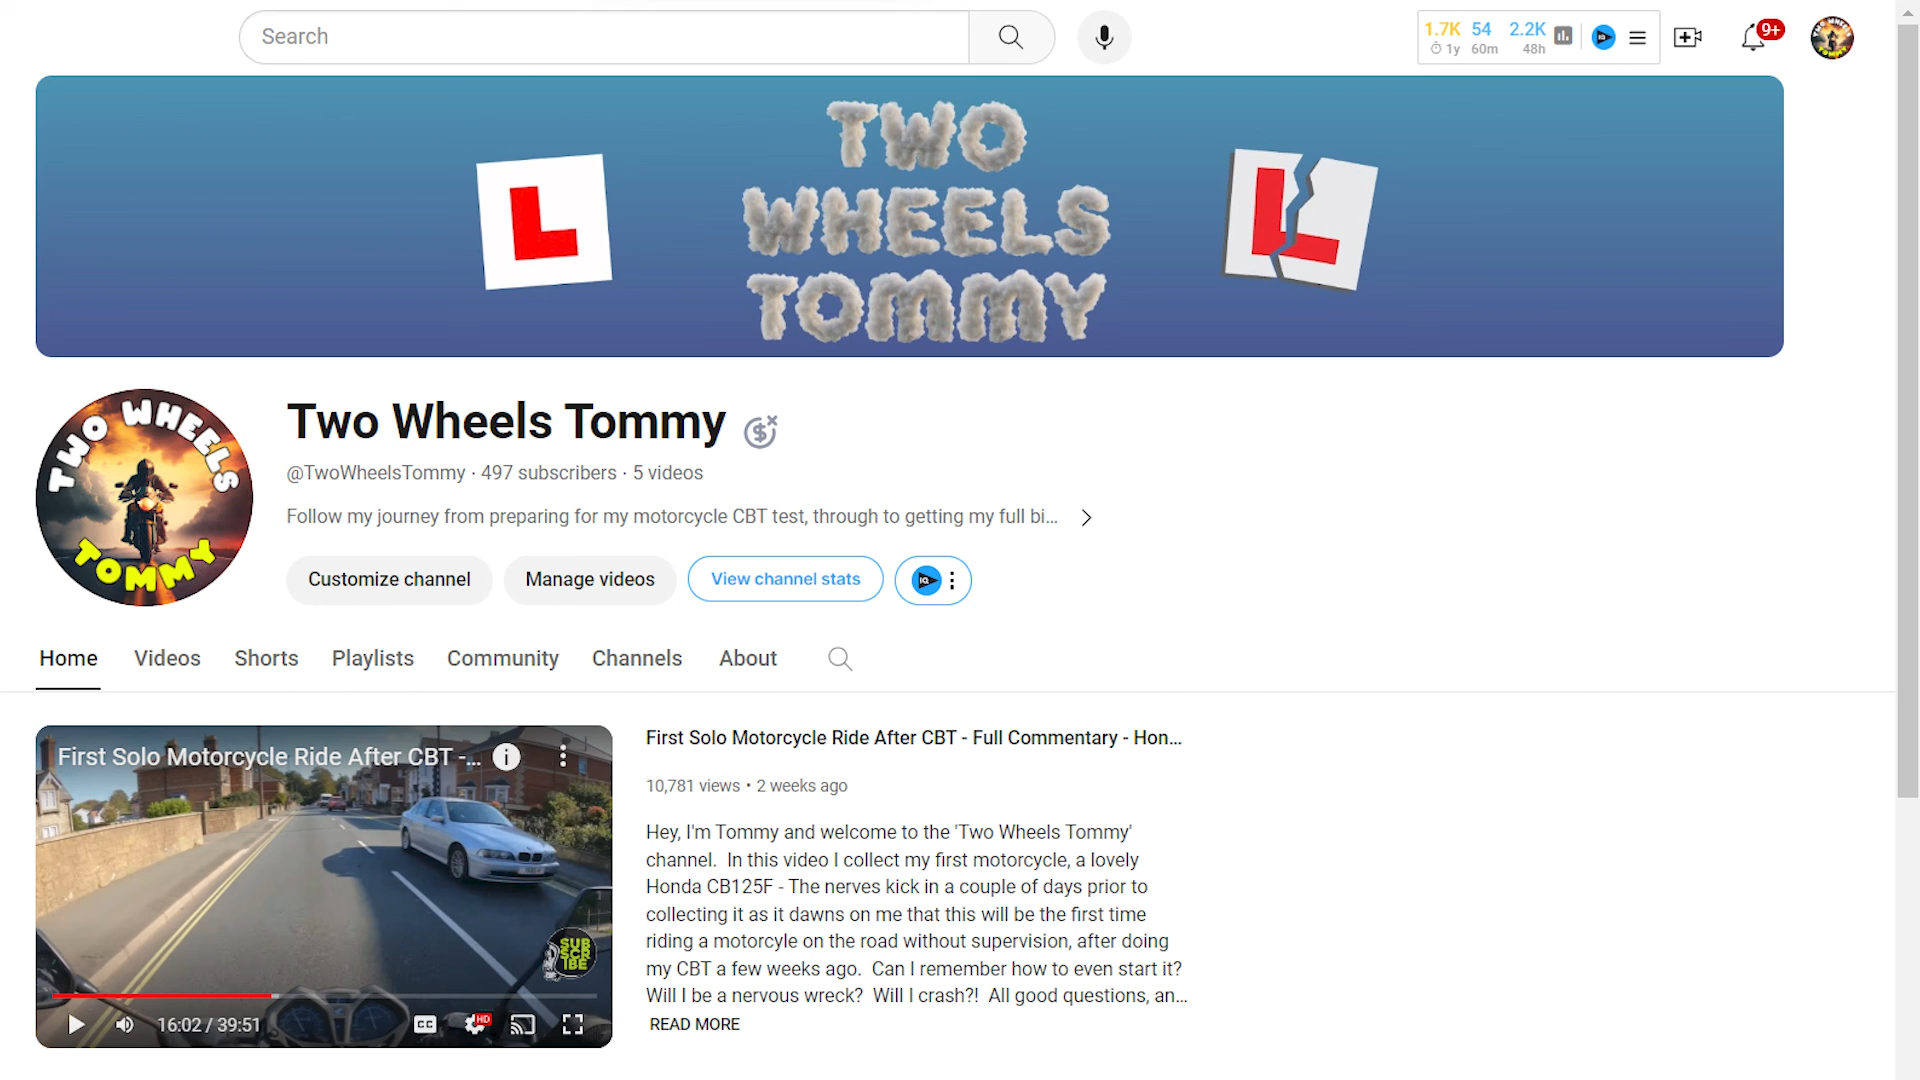 Search
1.7K 54 2.2K
1y 60m 48h
9+
TWO
WHEELS
TOMMY
L
L
TWO WHEELS
TOMMY
Two Wheels Tommy
@TwoWheelsTommy · 497 subscribers · 5 videos
Follow my journey from preparing for my motorcycle CBT test, through to getting my full bi...
Customize channel
Manage videos
View channel stats
IQ
Home
Videos
Shorts
Playlists
Community
Channels
About
First Solo Motorcycle Ride After CBT -...
SUB
SCR
IBE
16:02 / 39:51
CC
HD
First Solo Motorcycle Ride After CBT - Full Commentary - Hon...
10,781 views • 2 weeks ago
Hey, I'm Tommy and welcome to the 'Two Wheels Tommy'
channel. In this video I collect my first motorcycle, a lovely
Honda CB125F - The nerves kick in a couple of days prior to
collecting it as it dawns on me that this will be the first time
riding a motorcyle on the road without supervision, after doing
my CBT a few weeks ago. Can I remember how to even start it?
Will I be a nervous wreck? Will I crash?! All good questions, an...
READ MORE